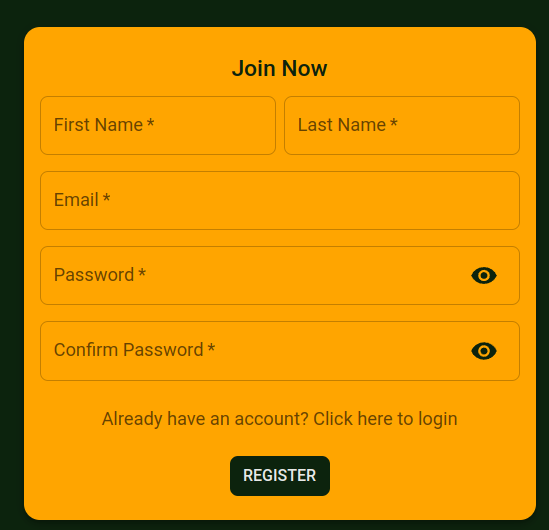 Join Now
First Name *
Last Name *
Email *
Password *
Confirm Password *
Already have an account? Click here to login
REGISTER